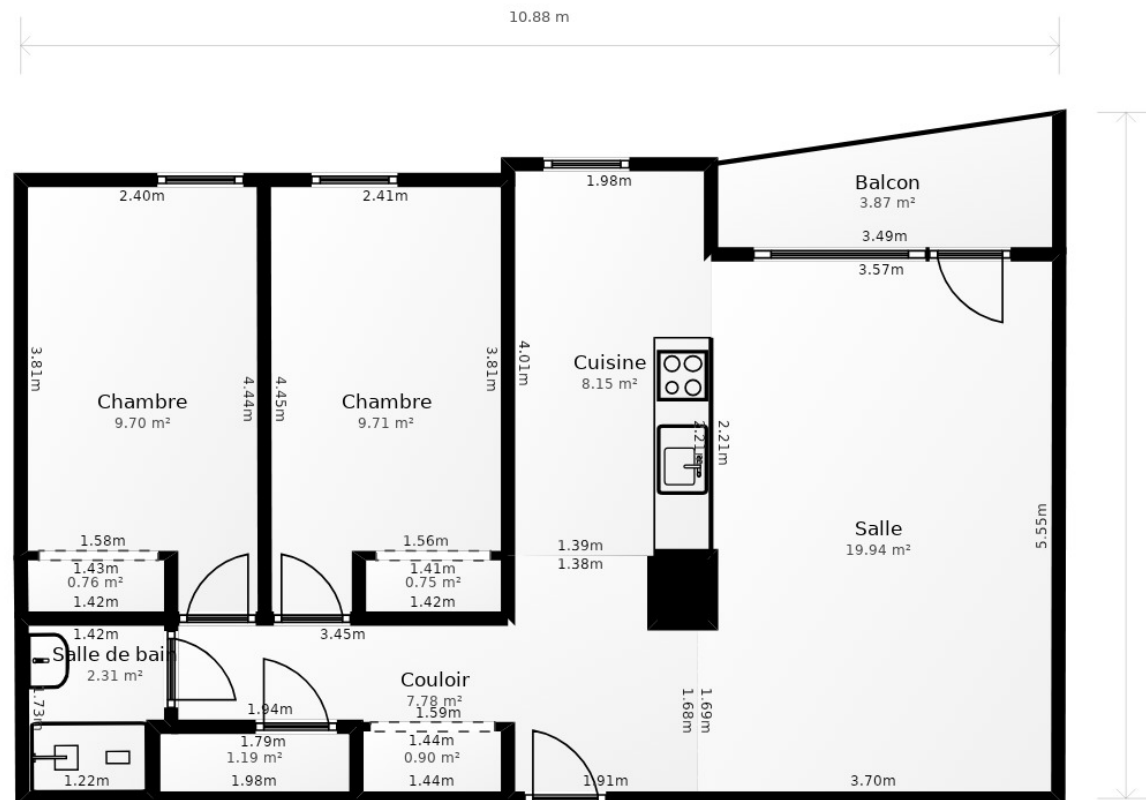 10.88 m
2.40m
2.41m
1.98m
Balcon
3.87 m²
3.49m
3.57m
3.81m
Chambre
9.70 m²
4.44m
4.45m
Chambre
9.71 m²
3.81m
4.01m
Cuisine
8.15 m²
2.21m
2.21m
Salle
19.94 m²
5.55m
1.58m
1.43m
0.76 m²
1.42m
1.56m
1.41m
0.75 m²
1.42m
1.39m
1.38m
1.42m
Salle de bain
2.31 m²
1.73m
1.22m
3.45m
Couloir
7.78 m²
1.94m
1.59m
1.79m
1.19 m²
1.98m
1.44m
0.90 m²
1.44m
1.68m
1.69m
1.91m
3.70m